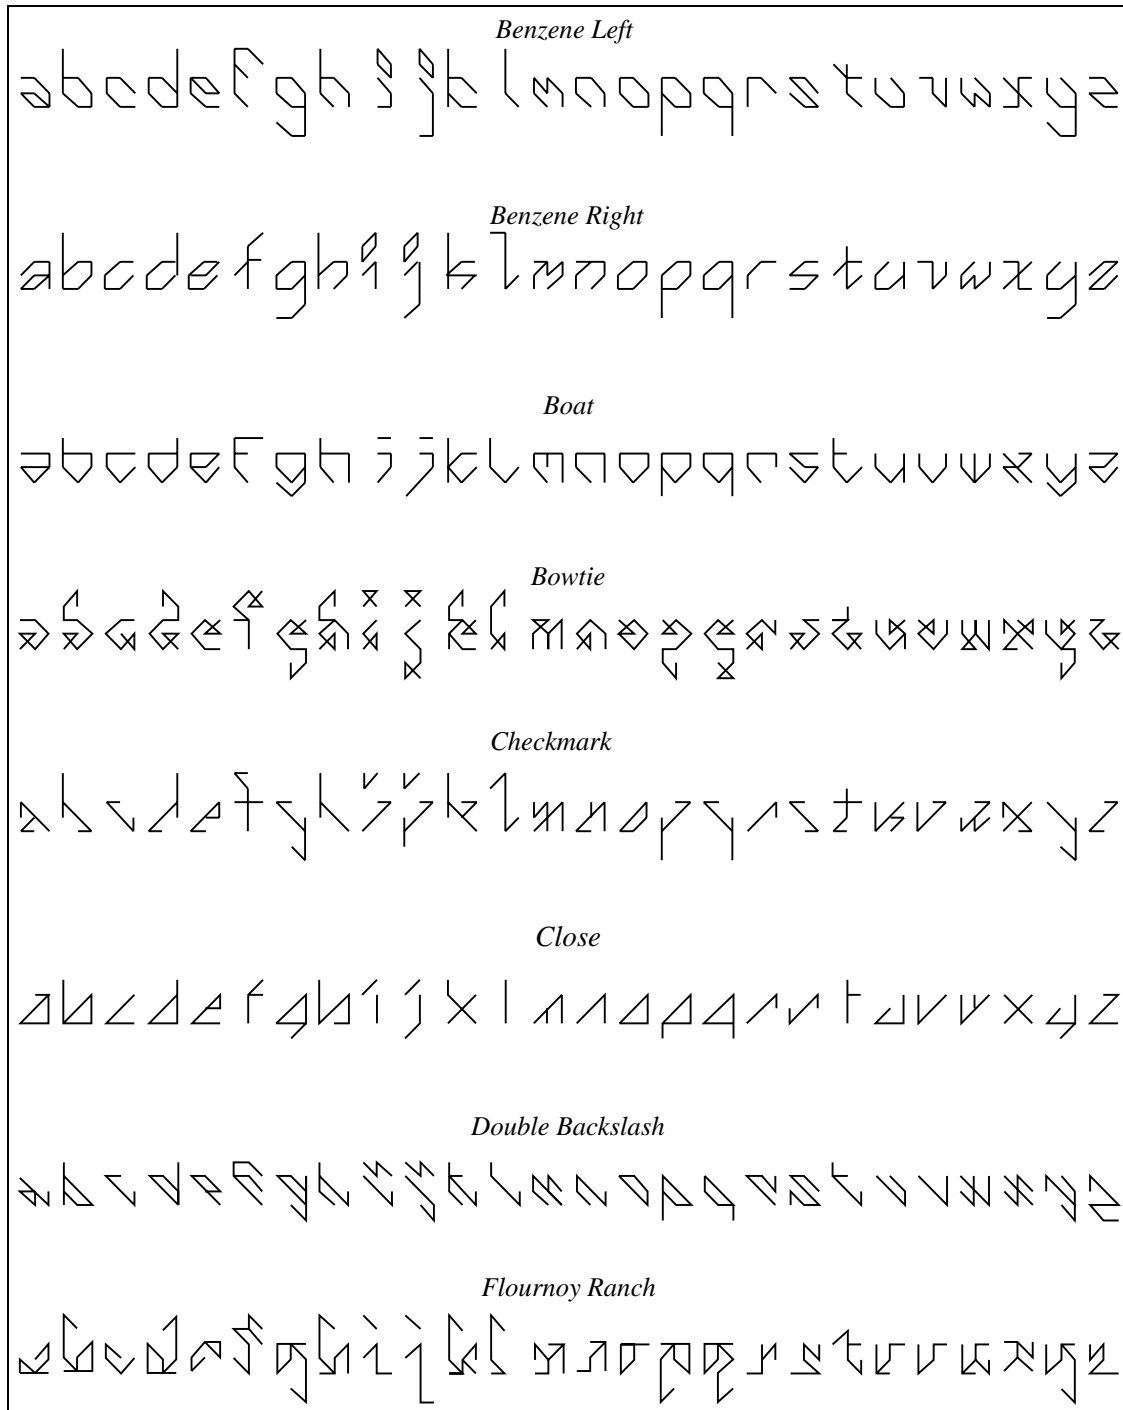 Benzene Left
abcdefghijklmnopqrstuvwxyz
Benzene Right
abcdefghijklmnopqrstuvwxyz
Boat
abcdefghijklmnopqrstuvwxyz
Bowtie
abcdefghijklmnopqrstuvwxyz
Checkmark
abcdefghijklmnopqrstuvwxyz
Close
abcdefghijklmnopqrstuvwxyz
Double Backslash
abcdefghijklmnopqrstuvwxyz
Flournoy Ranch
abcdefghijklmnopqrstuvwxyz